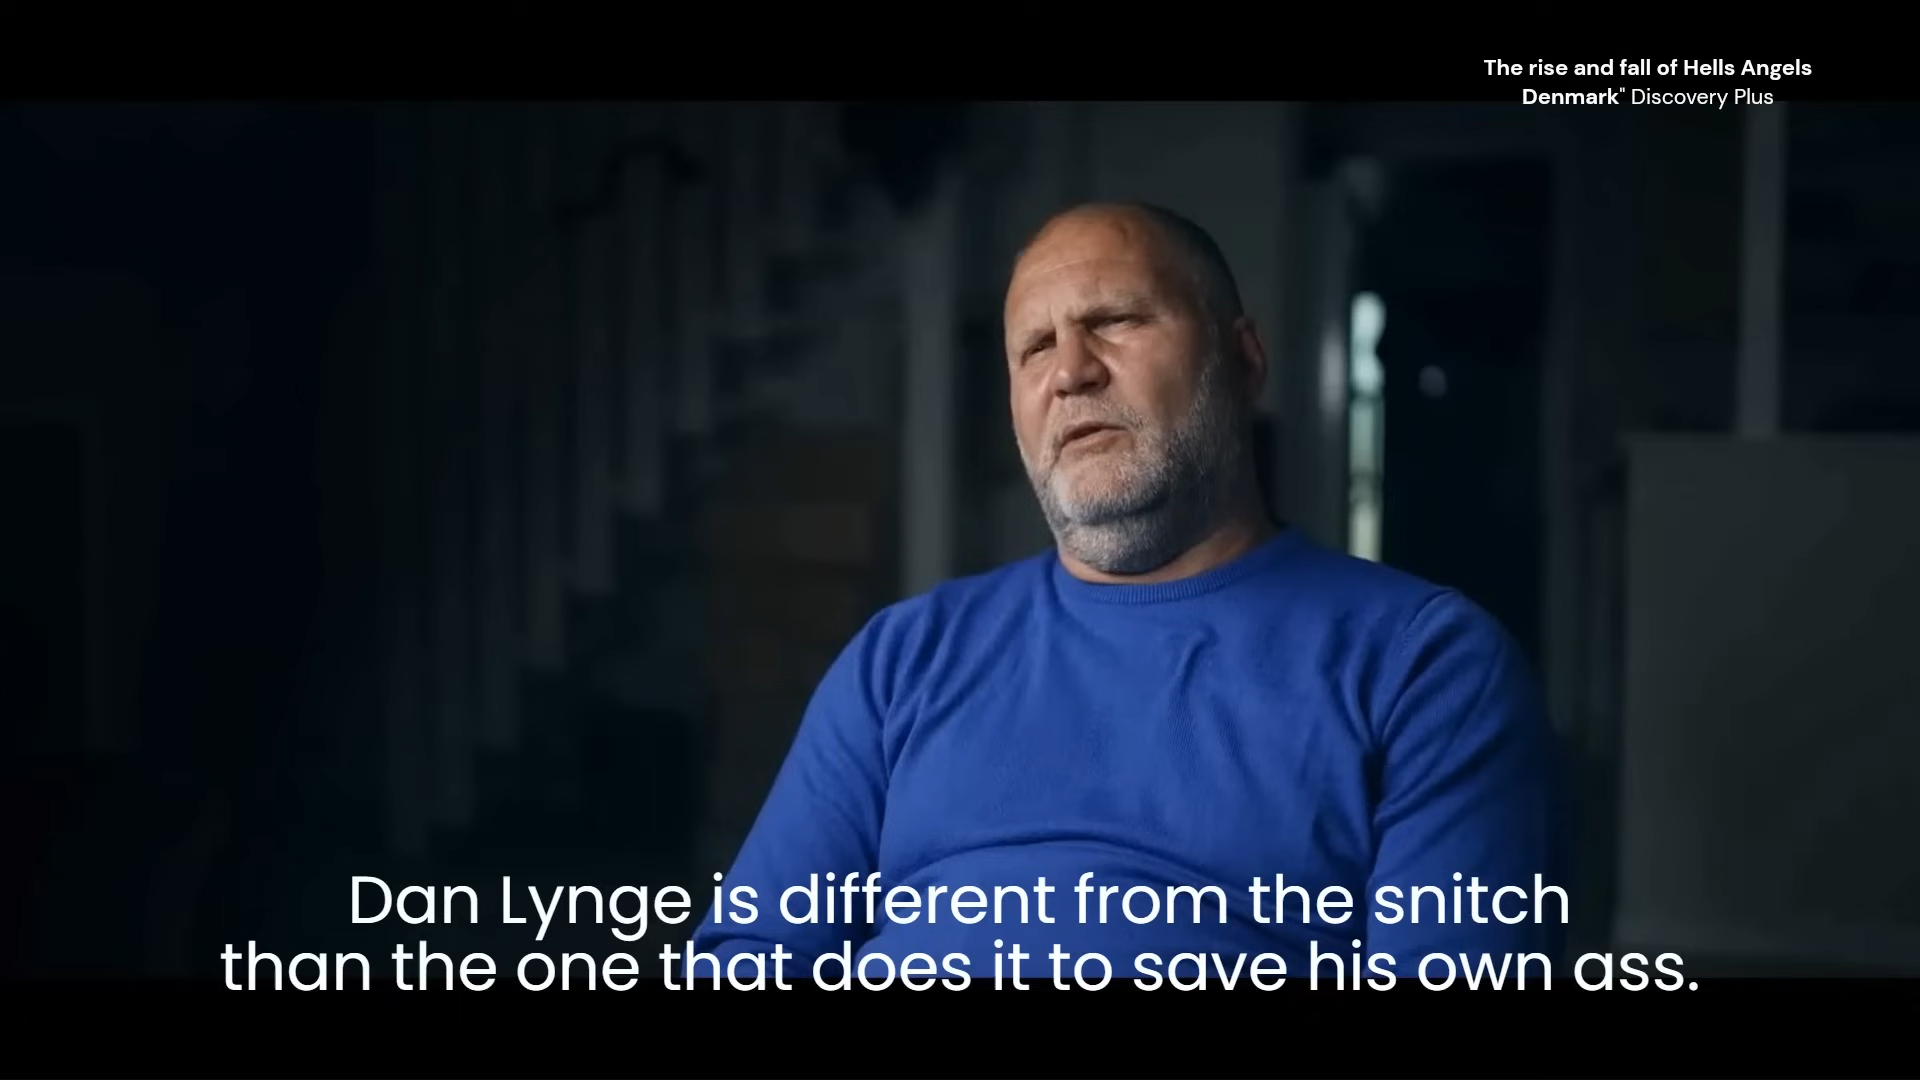 The rise and fall of Hells Angels
Denmark" Discovery Plus
Dan Lynge is different from the snitch
than the one that does it to save his own ass.